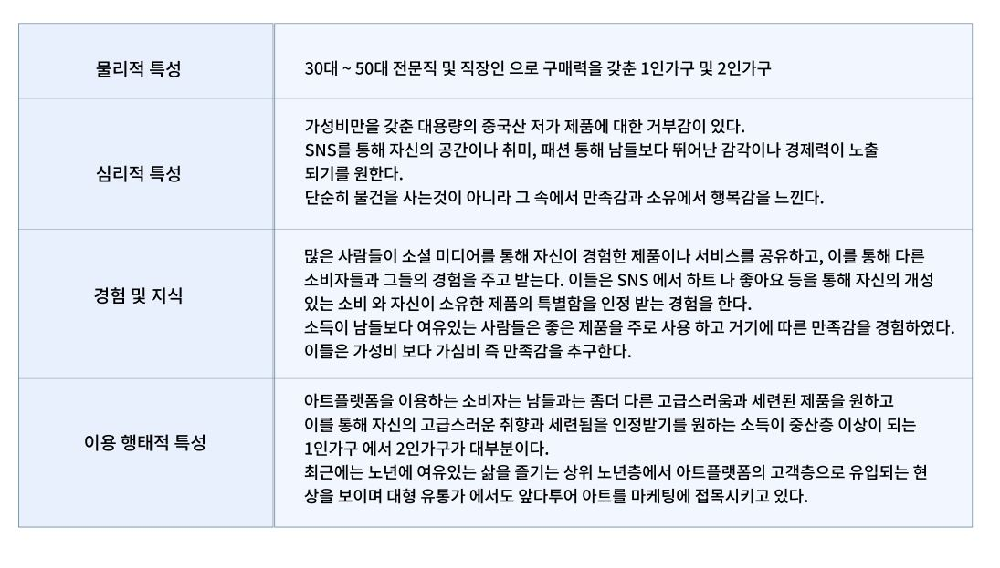 물리적 특성
30대 ~ 50대 전문직 및 직장인 으로 구매력을 갖춘 1인가구 및 2인가구
심리적 특성
가성비만을 갖춘 대용량의 중국산 저가 제품에 대한 거부감이 있다.
SNS를 통해 자신의 공간이나 취미, 패션 통해 남들보다 뛰어난 감각이나 경제력이 노출
되기를 원한다.
단순히 물건을 사는것이 아니라 그 속에서 만족감과 소유에서 행복감을 느낀다.
경험 및 지식
많은 사람들이 소셜 미디어를 통해 자신이 경험한 제품이나 서비스를 공유하고, 이를 통해 다른
소비자들과 그들의 경험을 주고 받는다. 이들은 SNS 에서 하트 나 좋아요 등을 통해 자신의 개성
있는 소비 와 자신이 소유한 제품의 특별함을 인정 받는 경험을 한다.
소득이 남들보다 여유있는 사람들은 좋은 제품을 주로 사용 하고 거기에 따른 만족감을 경험하였다.
이들은 가성비 보다 가심비 즉 만족감을 추구한다.
이용 행태적 특성
아트플랫폼을 이용하는 소비자는 남들과는 좀더 다른 고급스러움과 세련된 제품을 원하고
이를 통해 자신의 고급스러운 취향과 세련됨을 인정받기를 원하는 소득이 중산층 이상이 되는
1인가구 에서 2인가구가 대부분이다.
최근에는 노년에 여유있는 삶을 즐기는 상위 노년층에서 아트플랫폼의 고객층으로 유입되는 현
상을 보이며 대형 유통가 에서도 앞다투어 아트를 마케팅에 접목시키고 있다.